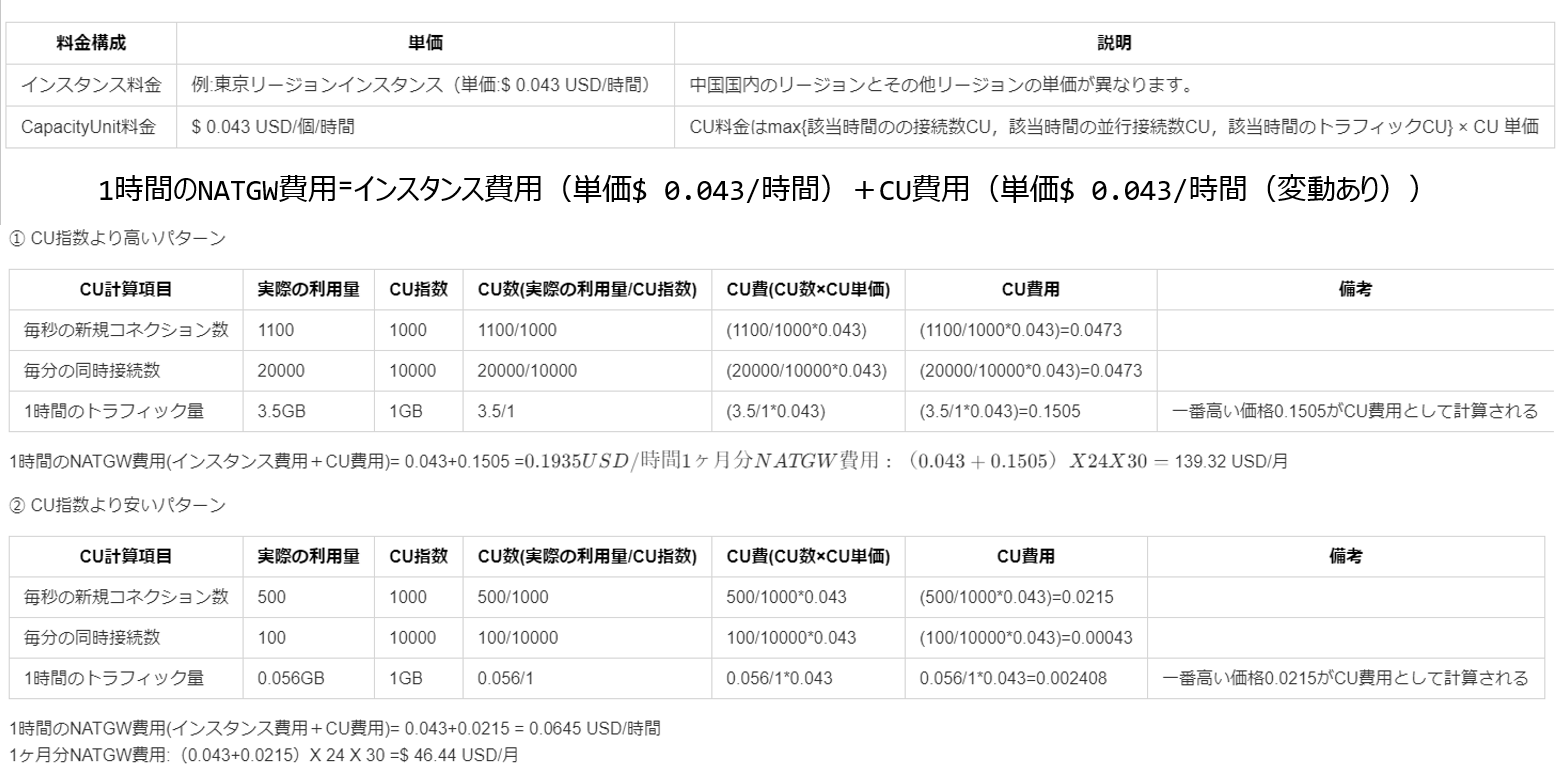 料金構成 単価 説明
インスタンス料金 例:東京リージョンインスタンス（単価:$ 0.043 USD/時間） 中国国内のリージョンとその他リージョンの単価が異なります。
CapacityUnit料金 $ 0.043 USD/個/時間 CU料金はmax{該当時間のの接続数CU，該当時間の並行接続数CU，該当時間のトラフィックCU} × CU 単価
1時間のNATGW費用=インスタンス費用（単価$ 0.043/時間）＋CU費用（単価$ 0.043/時間（変動あり））
① CU指数より高いパターン
CU計算項目 実際の利用量 CU指数 CU数(実際の利用量/CU指数) CU費(CU数×CU単価) CU費用 備考
毎秒の新規コネクション数 1100 1000 1100/1000 (1100/1000*0.043) (1100/1000*0.043)=0.0473
毎分の同時接続数 20000 10000 20000/10000 (20000/10000*0.043) (20000/10000*0.043)=0.0473
1時間のトラフィック量 3.5GB 1GB 3.5/1 (3.5/1*0.043) (3.5/1*0.043)=0.1505 一番高い価格0.1505がCU費用として計算される
1時間のNATGW費用(インスタンス費用＋CU費用)= 0.043+0.1505 =0.1935USD/時間1ヶ月分NATGW費用:（0.043+0.1505）X24X30= 139.32 USD/月
② CU指数より安いパターン
CU計算項目 実際の利用量 CU指数 CU数(実際の利用量/CU指数) CU費(CU数×CU単価) CU費用 備考
毎秒の新規コネクション数 500 1000 500/1000 500/1000*0.043 (500/1000*0.043)=0.0215
毎分の同時接続数 100 10000 100/10000 100/10000*0.043 (100/10000*0.043)=0.00043
1時間のトラフィック量 0.056GB 1GB 0.056/1 0.056/1*0.043 0.056/1*0.043=0.002408 一番高い価格0.0215がCU費用として計算される
1時間のNATGW費用(インスタンス費用＋CU費用)= 0.043+0.0215 = 0.0645 USD/時間
1ヶ月分NATGW費用:（0.043+0.0215）X 24 X 30 =$ 46.44 USD/月